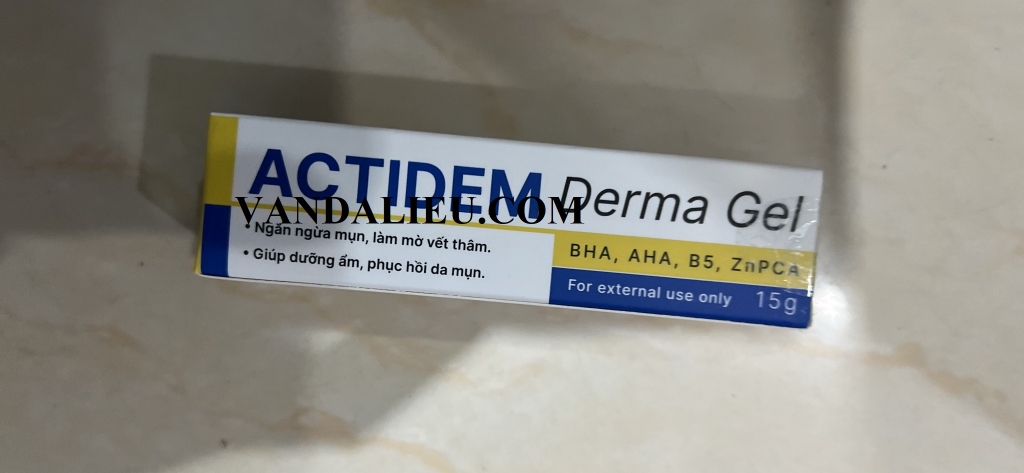 ACTIDEM Derma Gel
VANDALIEU.COM
• Ngăn ngừa mụn, làm mờ vết thâm.
• Giúp dưỡng ẩm, phục hồi da mụn.
BHA, AHA, B5, ZnPCA
For external use only 15g